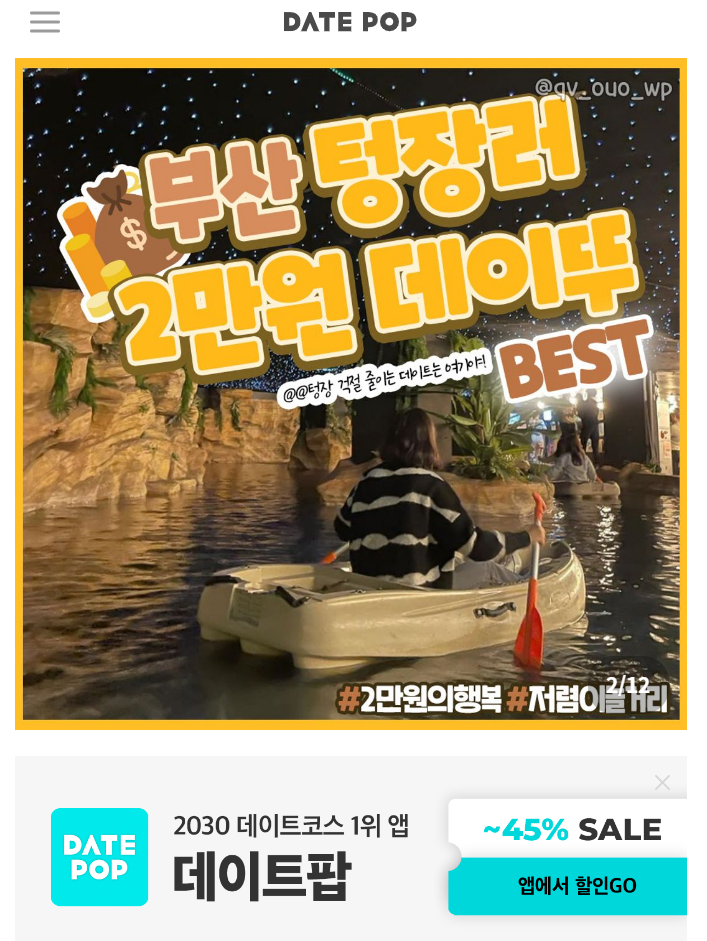 DATE POP
@qv_ouo_wp
부산 텅장러
2만원 데이뚜
@@텅장 걱절 줄이는 데이트는 여기야!
BEST
2/12
#2만원의행복 #저렴이놀거리
2030 데이트코스 1위 앱
데이트팝
DATE
POP
~45% SALE
앱에서 할인GO